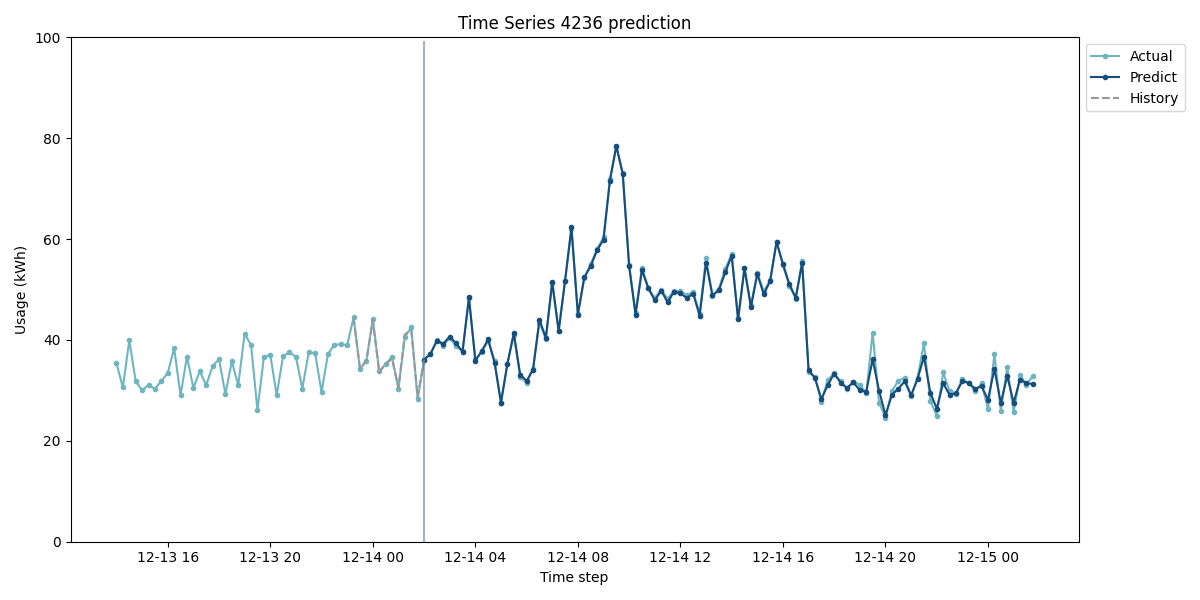 Time Series 4236 prediction
100
80
60
40
20
0
Usage (kWh)
12-13 16
12-13 20
12-14 00
12-14 04
12-14 08
12-14 12
12-14 16
12-14 20
12-15 00
Time step
Actual
Predict
History